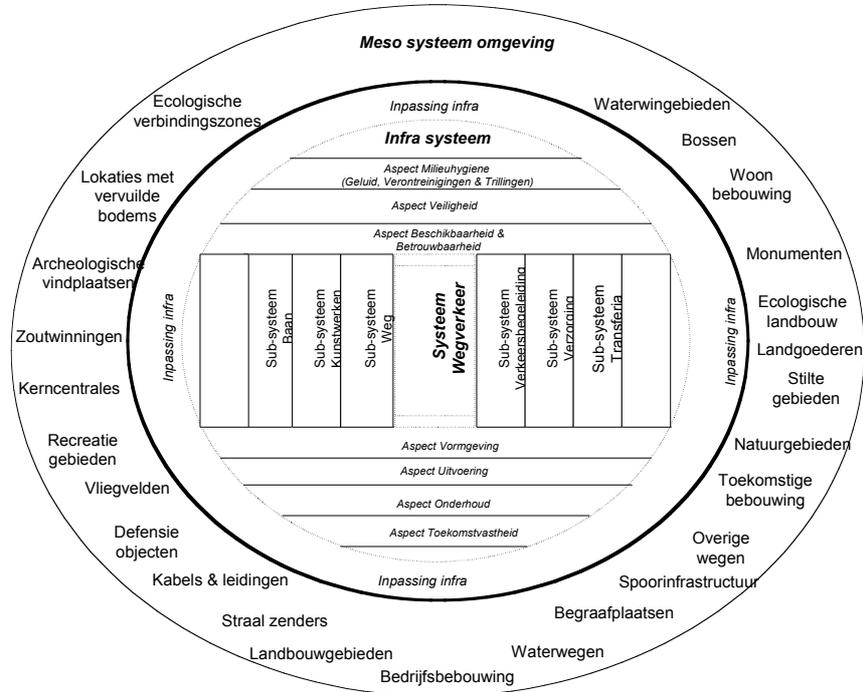 Meso systeem omgeving
Inpassing infra
Infra systeem
Aspect Milieuhygiene
(Geluid, Verontreinigingen & Trillingen)
Aspect Veiligheid
Aspect Beschikbaarheid &
Betrouwbaarheid
Sub-systeem
Baan
Sub-systeem
Kunstwerken
Sub-systeem
Weg
Systeem
Wegverkeer
Sub-systeem
Verkeersbegeleiding
Sub-systeem
Verzorging
Sub-systeem
Transferia
Aspect Vormgeving
Aspect Uitvoering
Aspect Onderhoud
Aspect Toekomstvastheid
Inpassing infra
Inpassing infra
Inpassing infra
Ecologische
verbindingszones
Lokaties met
vervuilde
bodems
Archeologische
vindplaatsen
Zoutwinningen
Kerncentrales
Recreatie
gebieden
Vliegvelden
Defensie
objecten
Kabels & leidingen
Straal zenders
Landbouwgebieden
Bedrijfsbebouwing
Waterwingebieden
Bossen
Woon
bebouwing
Monumenten
Ecologische
landbouw
Landgoederen
Stilte
gebieden
Natuurgebieden
Toekomstige
bebouwing
Overige
wegen
Spoorinfrastructuur
Begraafplaatsen
Waterwegen